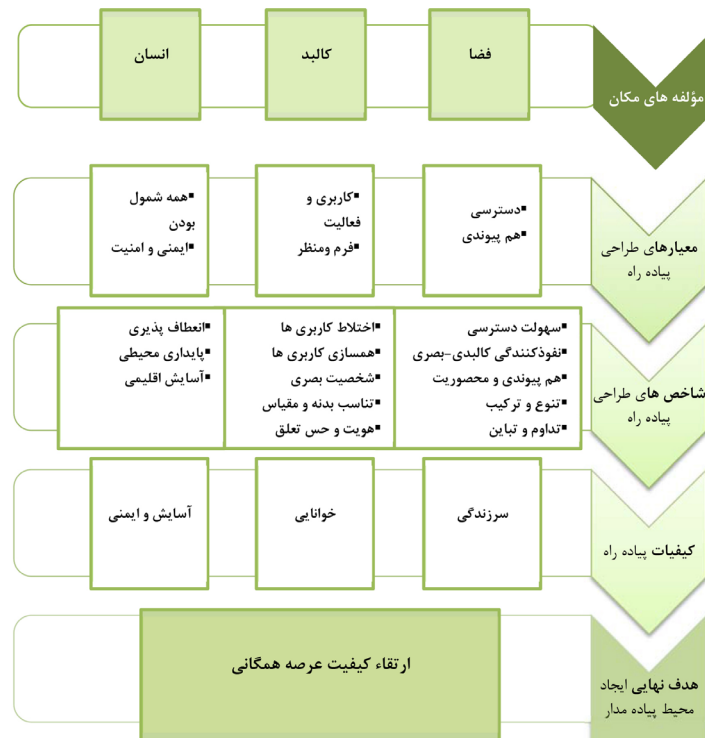 مؤلفه های مکان
فضا
کالبد
انسان
معیارهای طراحی
پیاده راه
▪دسترسی
▪هم پیوندی
▪کاربری و
فعالیت
▪فرم ومنظر
▪همه شمول
بودن
▪ایمنی و امنیت
شاخص های طراحی
پیاده راه
▪سهولت دسترسی
▪نفوذکنندگی کالبدی-بصری
▪هم پیوندی و محصوریت
▪تنوع و ترکیب
▪تداوم و تباین
▪اختلاط کاربری ها
▪همسازی کاربری ها
▪شخصیت بصری
▪تناسب بدنه و مقیاس
▪هویت و حس تعلق
▪انعطاف پذیری
▪پایداری محیطی
▪آسایش اقلیمی
کیفیات پیاده راه
سرزندگی
خوانایی
آسایش و ایمنی
هدف نهایی ایجاد
محیط پیاده مدار
ارتقاء کیفیت عرصه همگانی